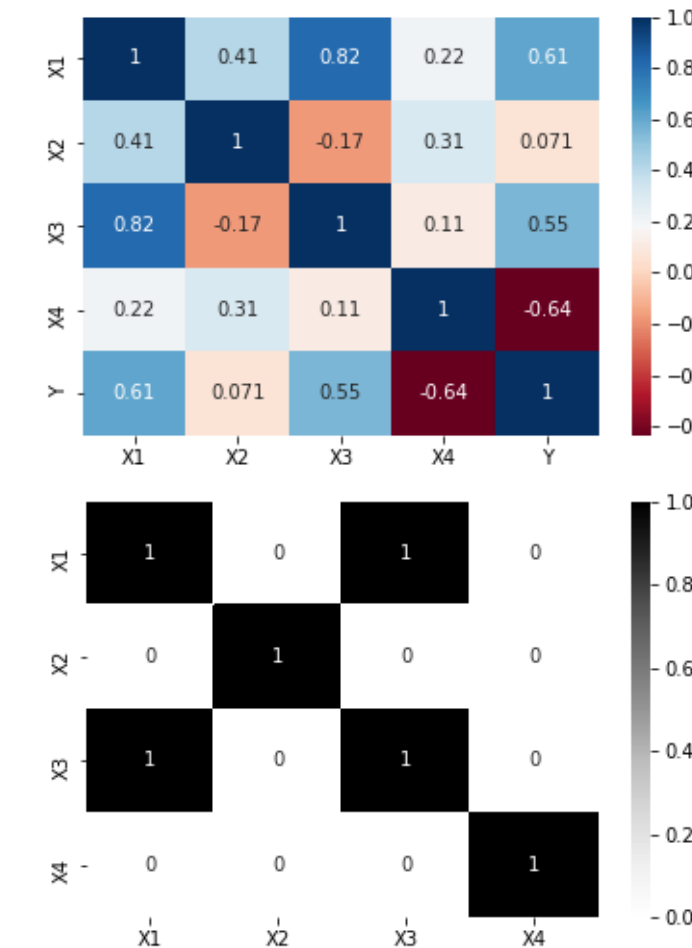 X1 1 0.41 0.82 0.22 0.61 1.0
0.8
X2 0.41 1 -0.17 0.31 0.071 0.6
0.4
X3 0.82 -0.17 1 0.11 0.55 0.2
0.0
X4 0.22 0.31 0.11 1 -0.64 −0
−0
Y 0.61 0.071 0.55 -0.64 1 −0
X1 X2 X3 X4 Y
1.0
X1 1 0 1 0
0.8
X2 0 1 0 0 0.6
0.4
X3 1 0 1 0
0.2
X4 0 0 0 1
0.0
X1 X2 X3 X4